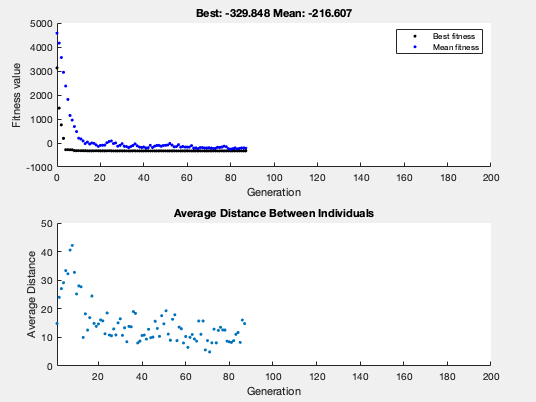 Best: -329.848 Mean: -216.607
5000
4000
3000
2000
1000
0
-1000
Fitness value
Best fitness
Mean fitness
0 20 40 60 80 100 120 140 160 180 200
Generation
Average Distance Between Individuals
50
40
30
20
10
0
Average Distance
20 40 60 80 100 120 140 160 180 200
Generation